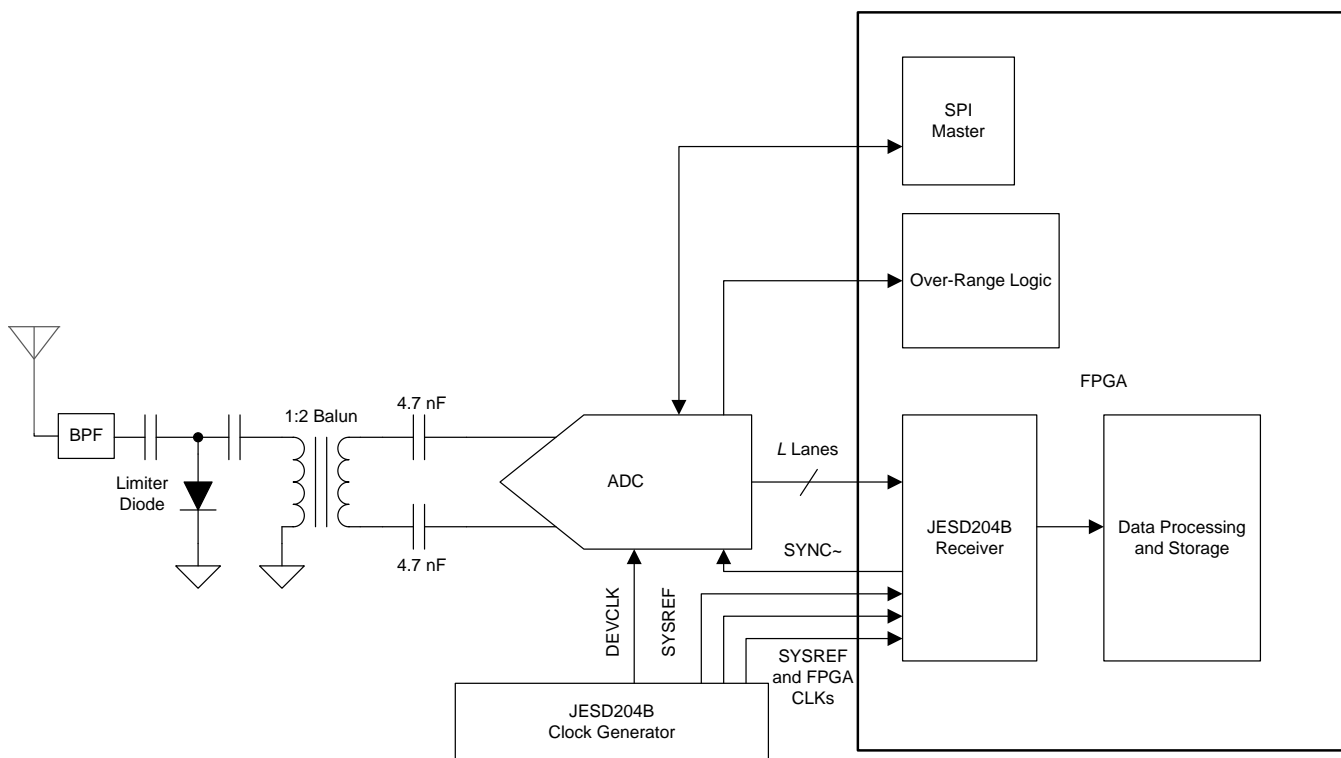 SPI
Master
Over-Range Logic
FPGA
1:2 Balun
4.7 nF
BPF
Limiter
Diode
ADC
L Lanes
JESD204B
Receiver
Data Processing
and Storage
4.7 nF
SYNC~
DEVCLK
SYSREF
SYSREF
and FPGA
CLKs
JESD204B
Clock Generator